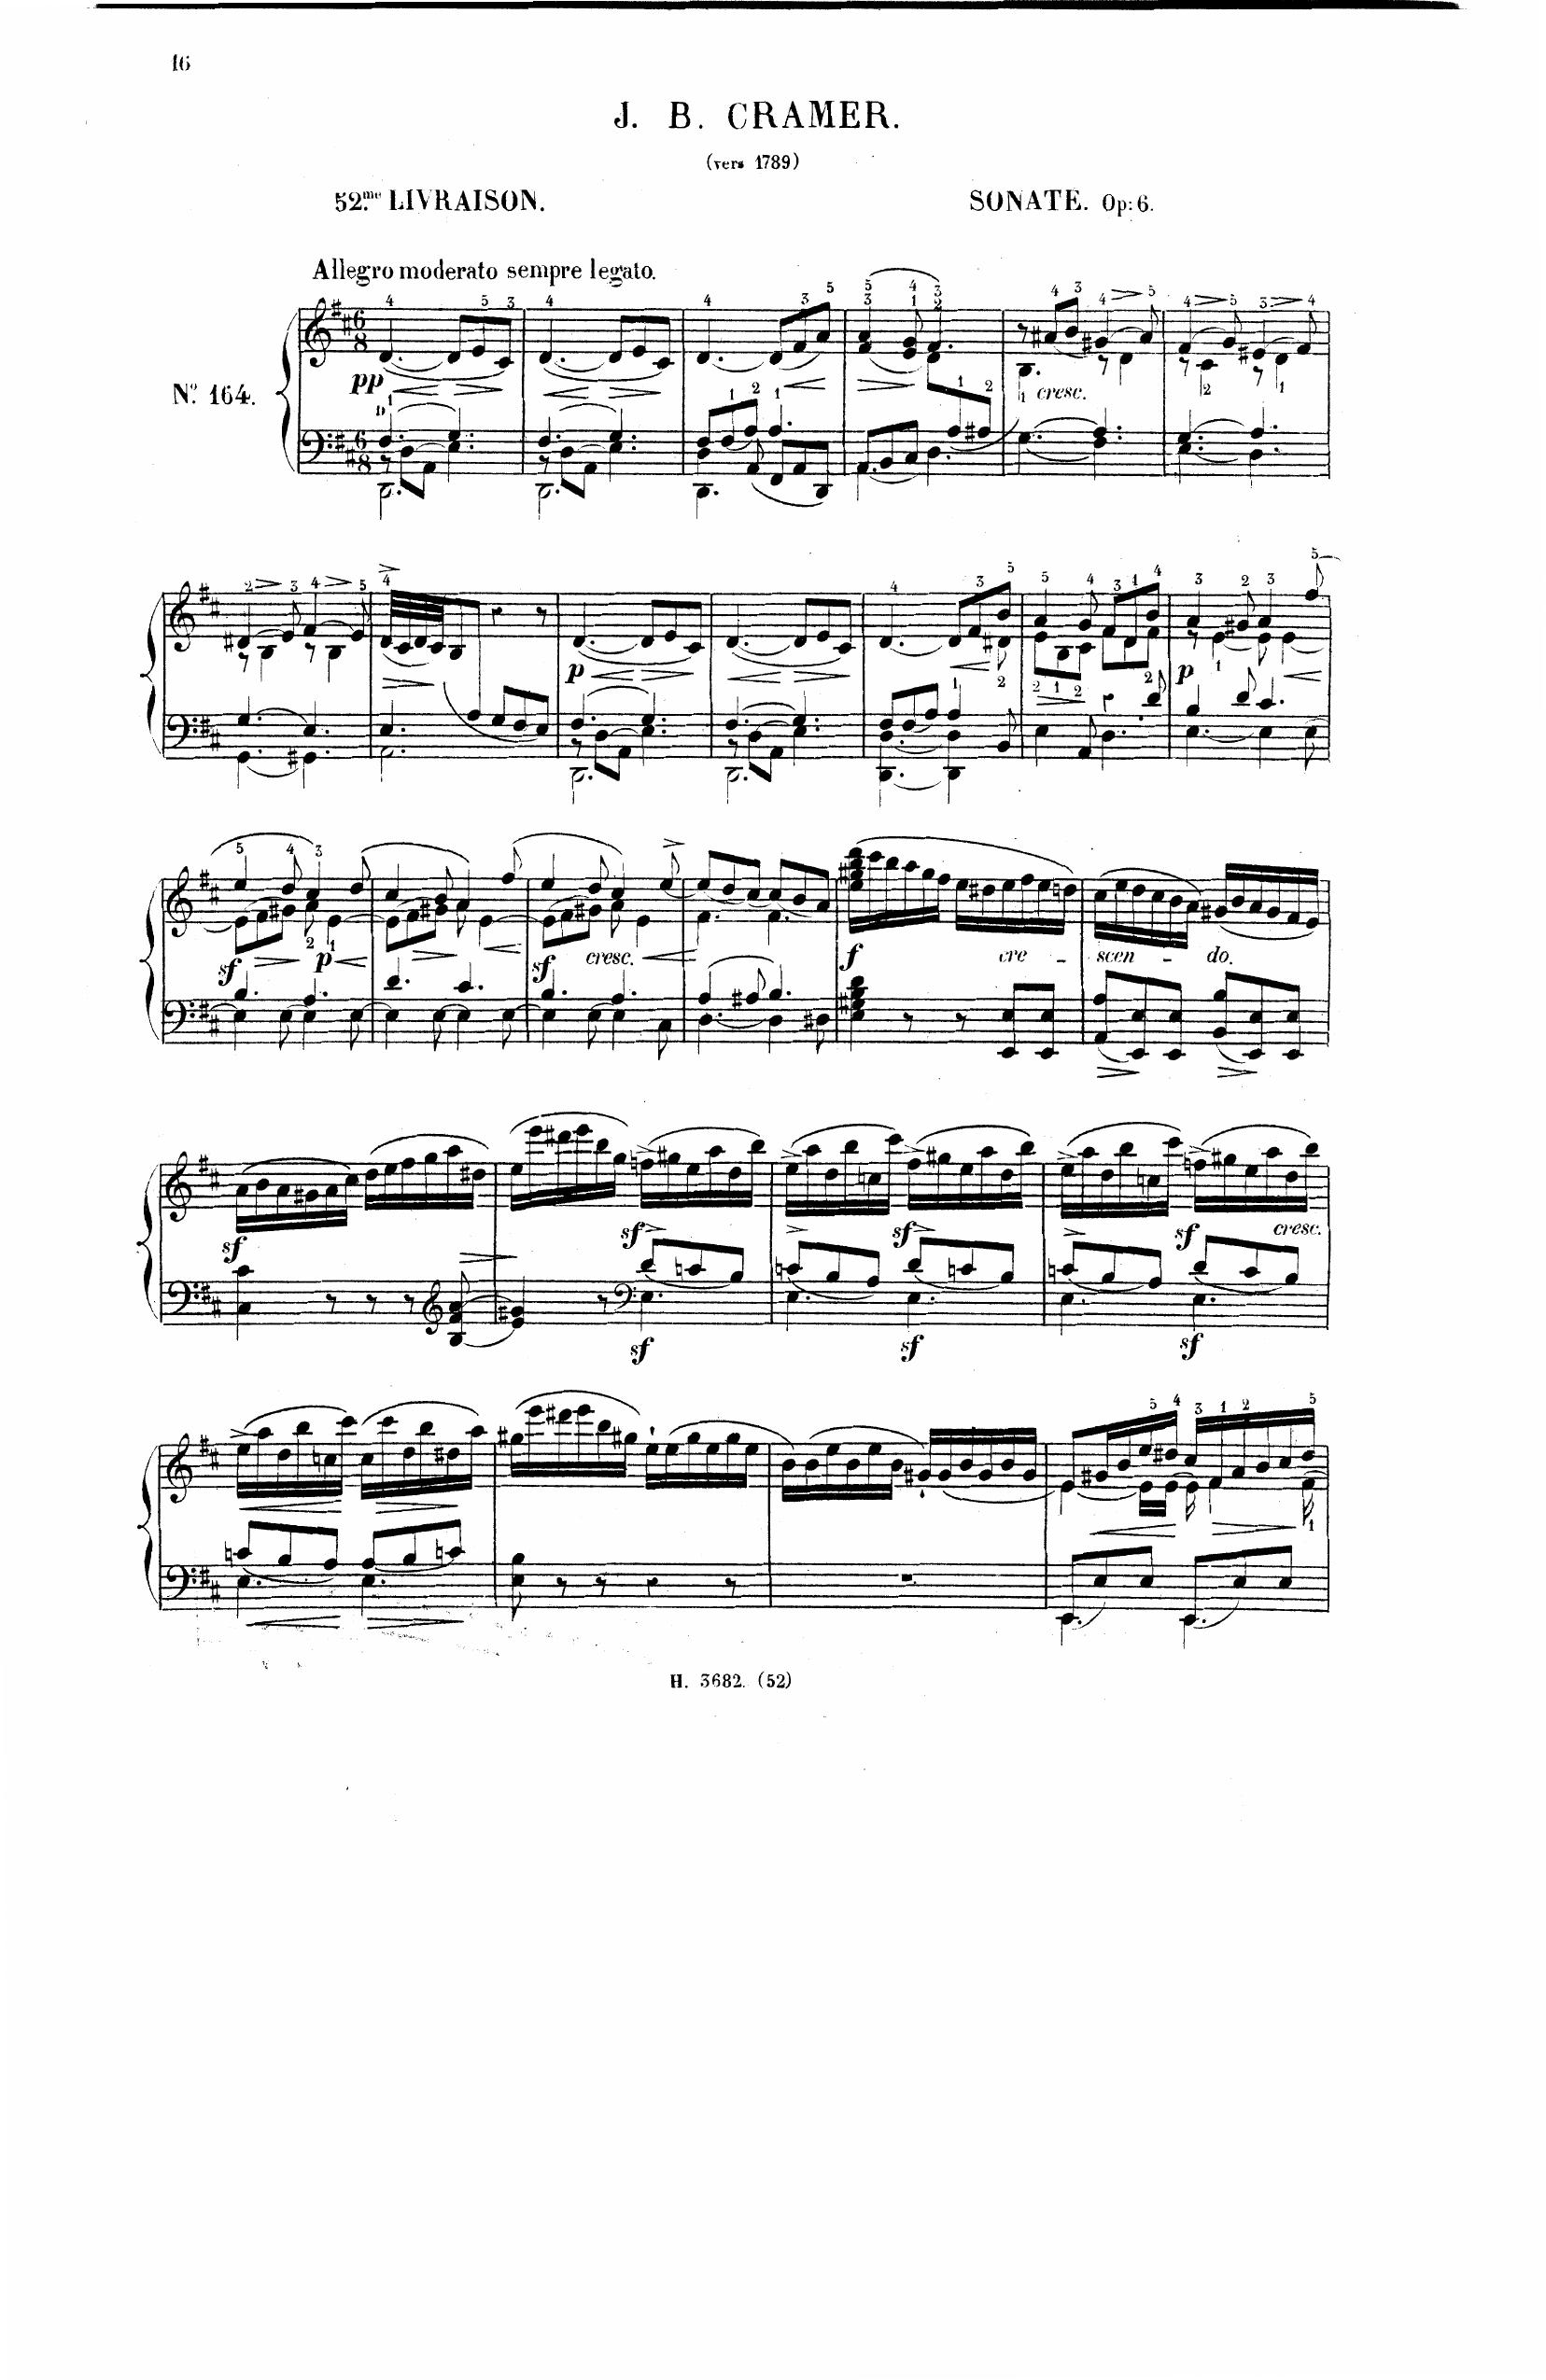 16
J. B. CRAMER.
(vers 1789)
52.me LIVRAISON.
SONATE. Op: 6.
Allegro moderato sempre legato.
No. 164.
pp
cresc.
p
p
sf
p
sf
cresc.
f
cre - scen - do.
sf
sf
sf
sf
cresc.
sf
sf
sf
H. 3682. (52)